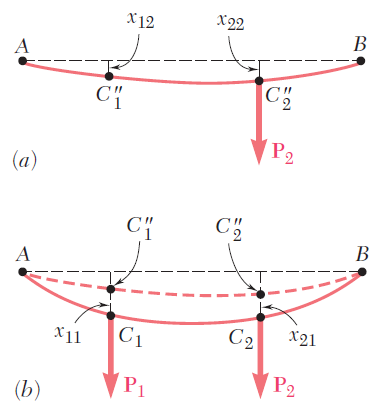 x12 x22
A B
C″1 C″2
P2
(a)
C″1 C″2
A B
x11 C1 C2 x21
P1 P2
(b)